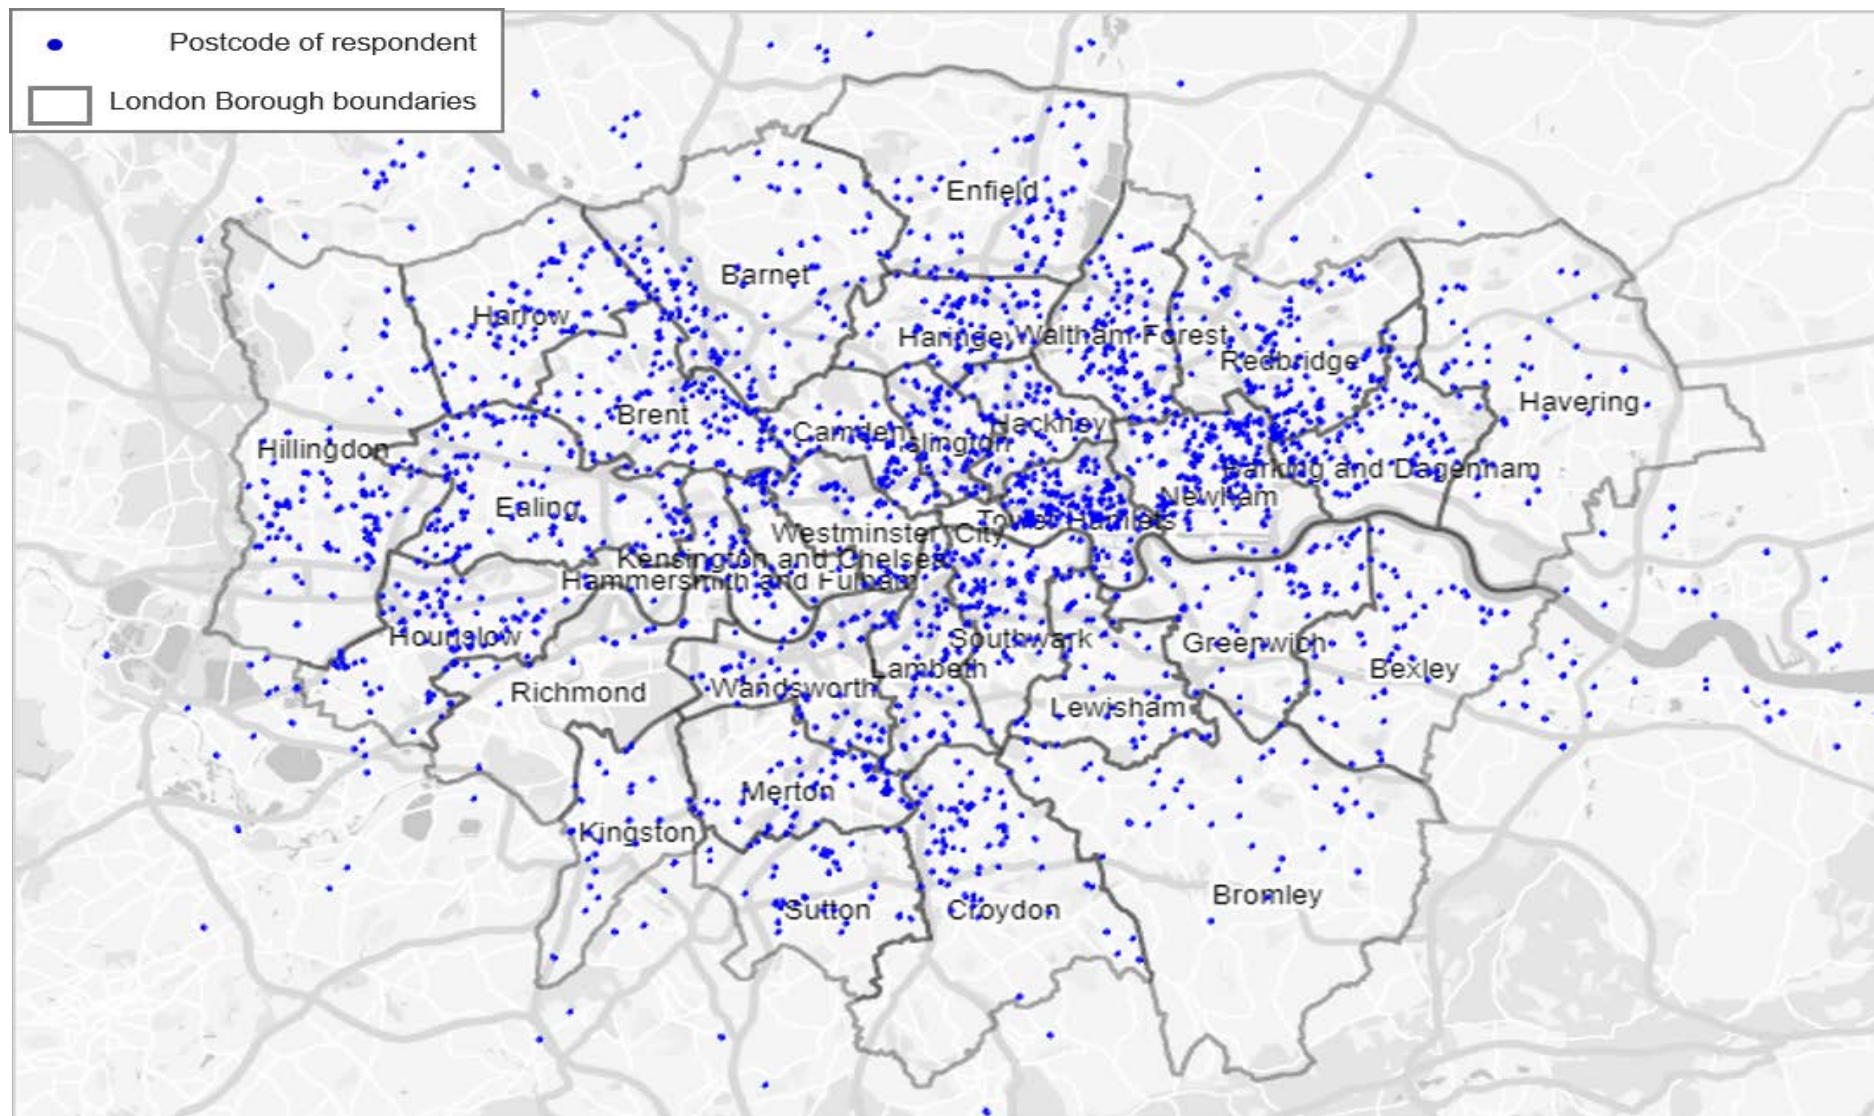 Postcode of respondent
London Borough boundaries
Enfield
Barnet
Harrow
Haringey
Waltham Forest
Redbridge
Havering
Brent
Camden
Islington
Hackney
Hillingdon
Barking and Dagenham
Ealing
Newham
Tower Hamlets
Westminster City
Kensington and Chelsea
Hammersmith and Fulham
Hounslow
Southwark
Greenwich
Lambeth
Bexley
Richmond
Wandsworth
Lewisham
Merton
Kingston
Bromley
Sutton
Croydon